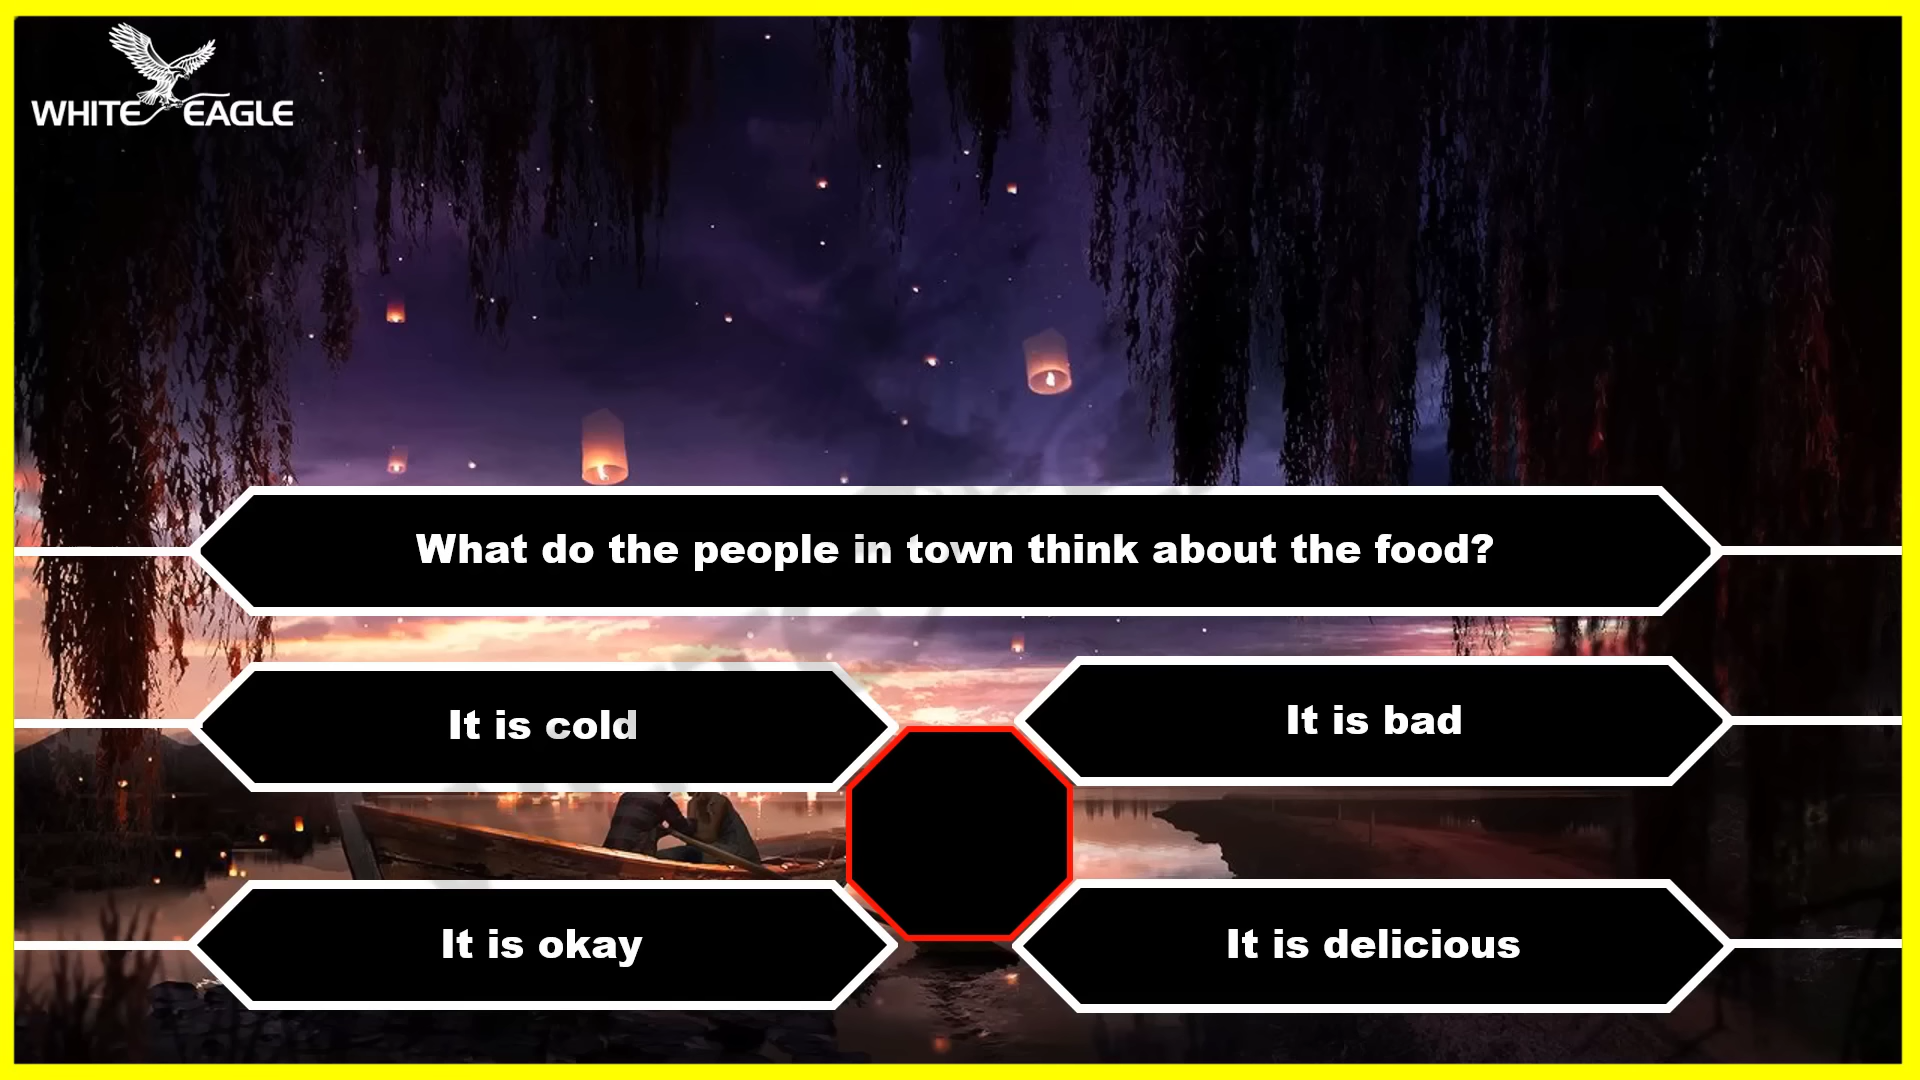 WHITE EAGLE
What do the people in town think about the food?
It is cold
It is bad
It is okay
It is delicious